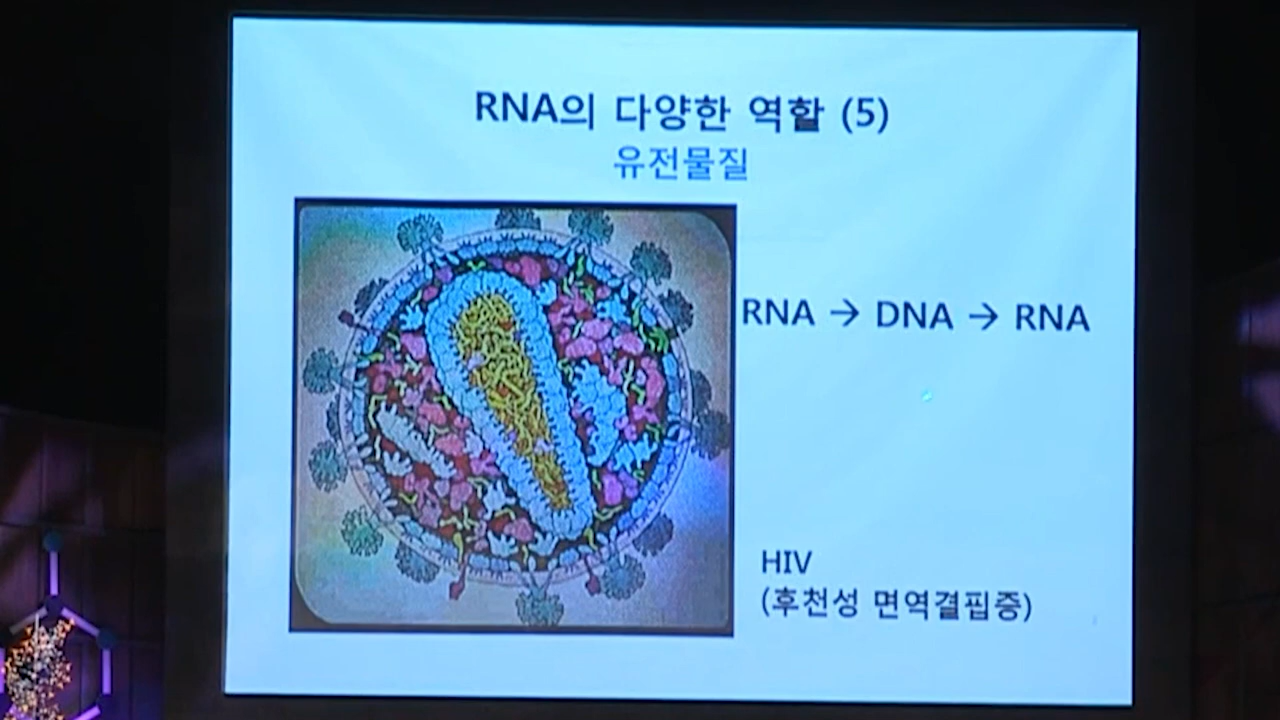 RNA의 다양한 역할 (5)
유전물질
RNA → DNA → RNA
HIV
(후천성 면역결핍증)